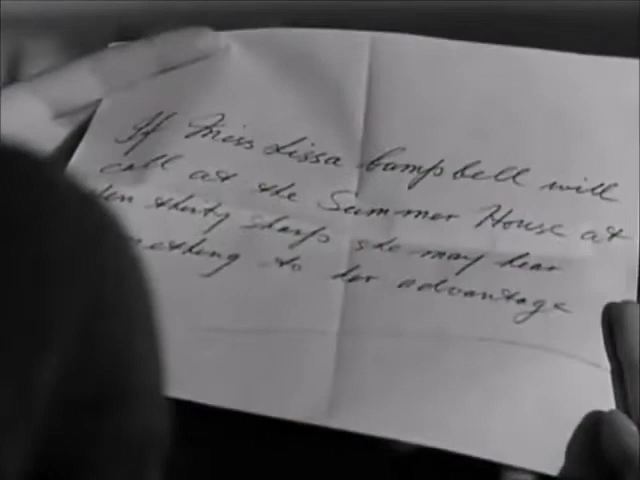 If Miss Lissa Campbell will
call at the Summer House at
ten thirty sharp she may hear
something to her advantage